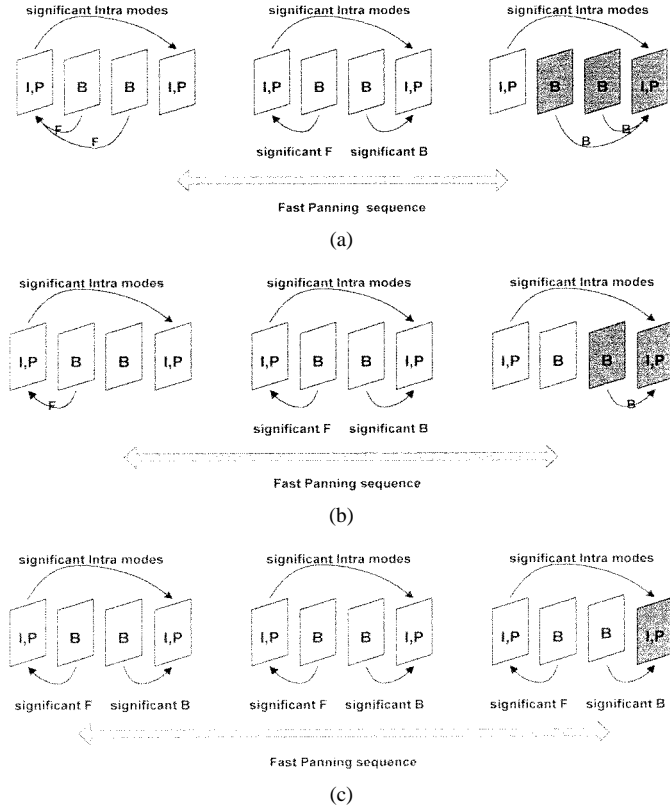 significant Intra modes significant Intra modes significant Intra modes
I,P B B I,P I,P B B I,P I,P B B I,P
F F B B
significant F significant B
Fast Panning sequence
(a)
significant Intra modes significant Intra modes significant Intra modes
I,P B B I,P I,P B B I,P I,P B B I,P
F B
significant F significant B
Fast Panning sequence
(b)
significant Intra modes significant Intra modes significant Intra modes
I,P B B I,P I,P B B I,P I,P B B I,P
significant F significant B significant F significant B significant F significant B
Fast Panning sequence
(c)